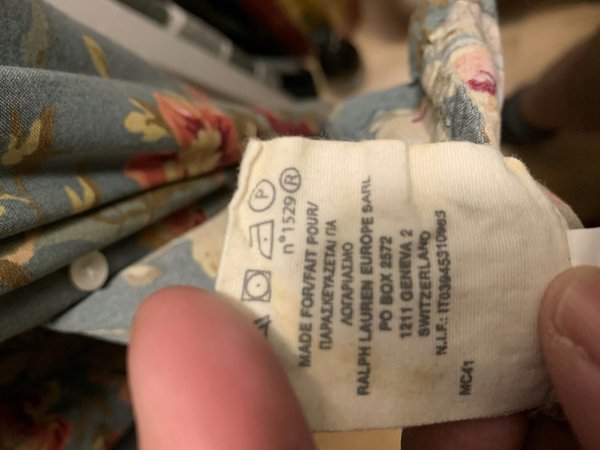 P
n° 1529 R
MADE FOR/FAIT POUR/
ΠΑΡΑΣΚΕΥΑΖΕΤΑΙ ΓΙΑ
ΛΟΓΑΡΙΑΣΜΟ
RALPH LAUREN EUROPE SARL
PO BOX 2572
1211 GENEVA 2
SWITZERLAND
N.I.F.: IT03945310965
MC41